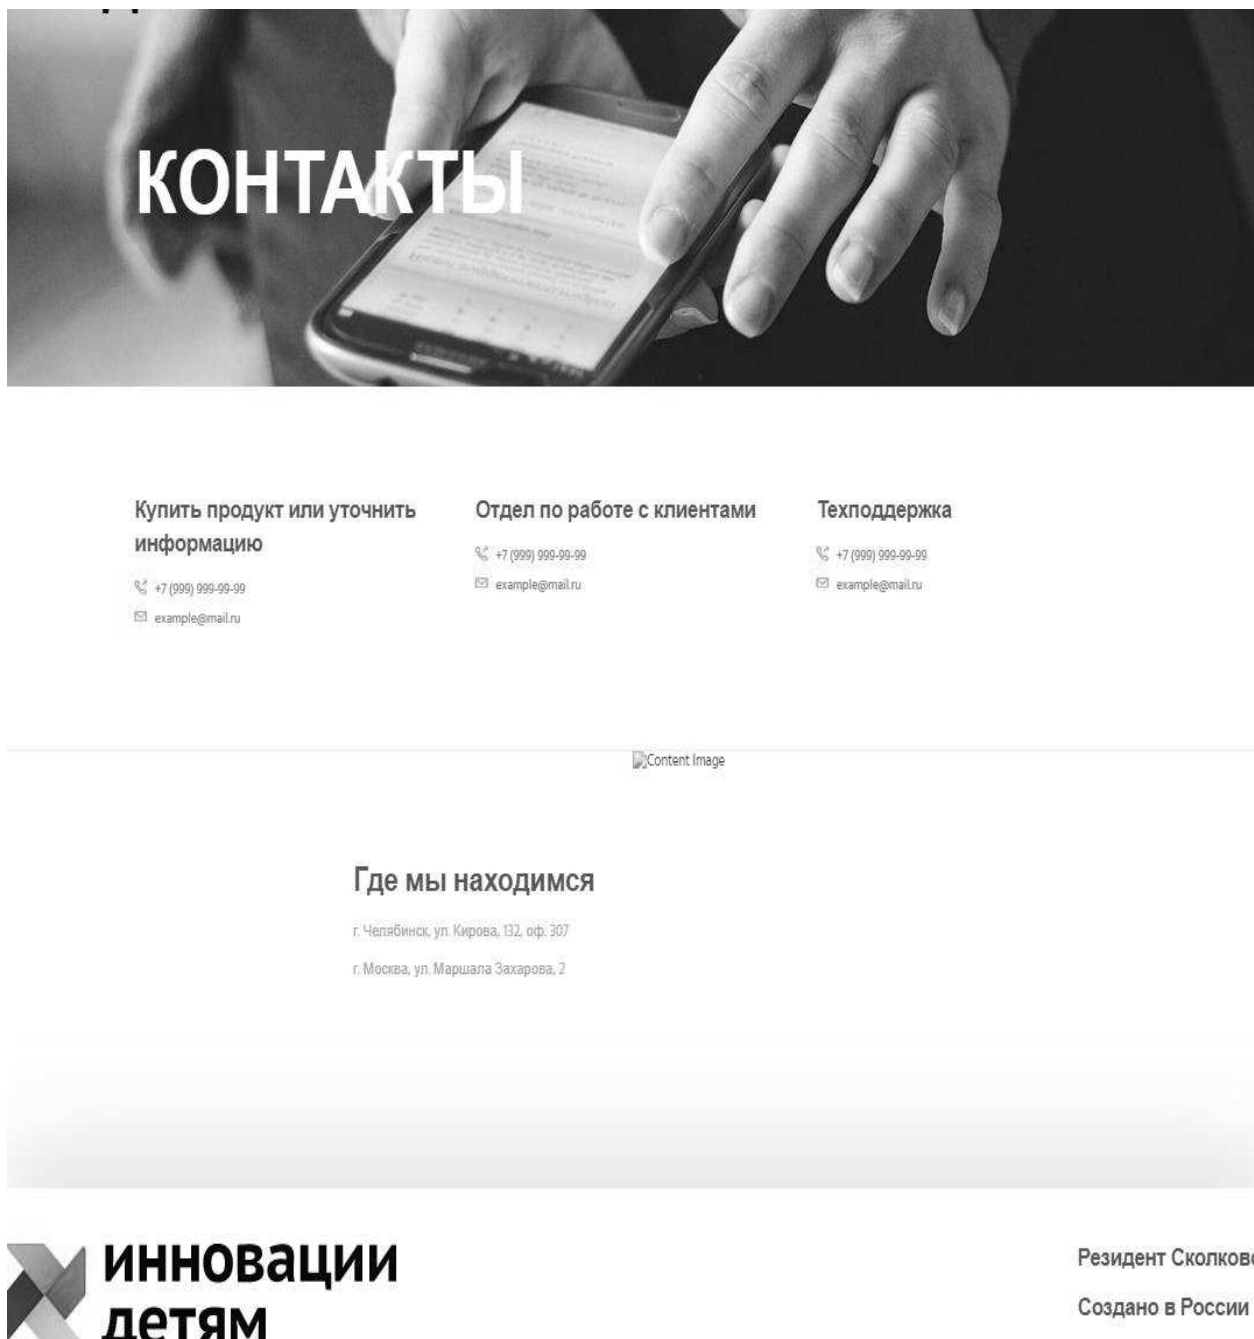 КОНТАКТЫ
Купить продукт или уточнить
информацию
+7 (999) 999-99-99
example@mail.ru
Отдел по работе с клиентами
+7 (999) 999-99-99
example@mail.ru
Техподдержка
+7 (999) 999-99-99
example@mail.ru
Content Image
Где мы находимся
г. Челябинск, ул. Кирова, 132, оф. 307
г. Москва, ул. Маршала Захарова, 2
инновации
детям
Резидент Сколково
Создано в России